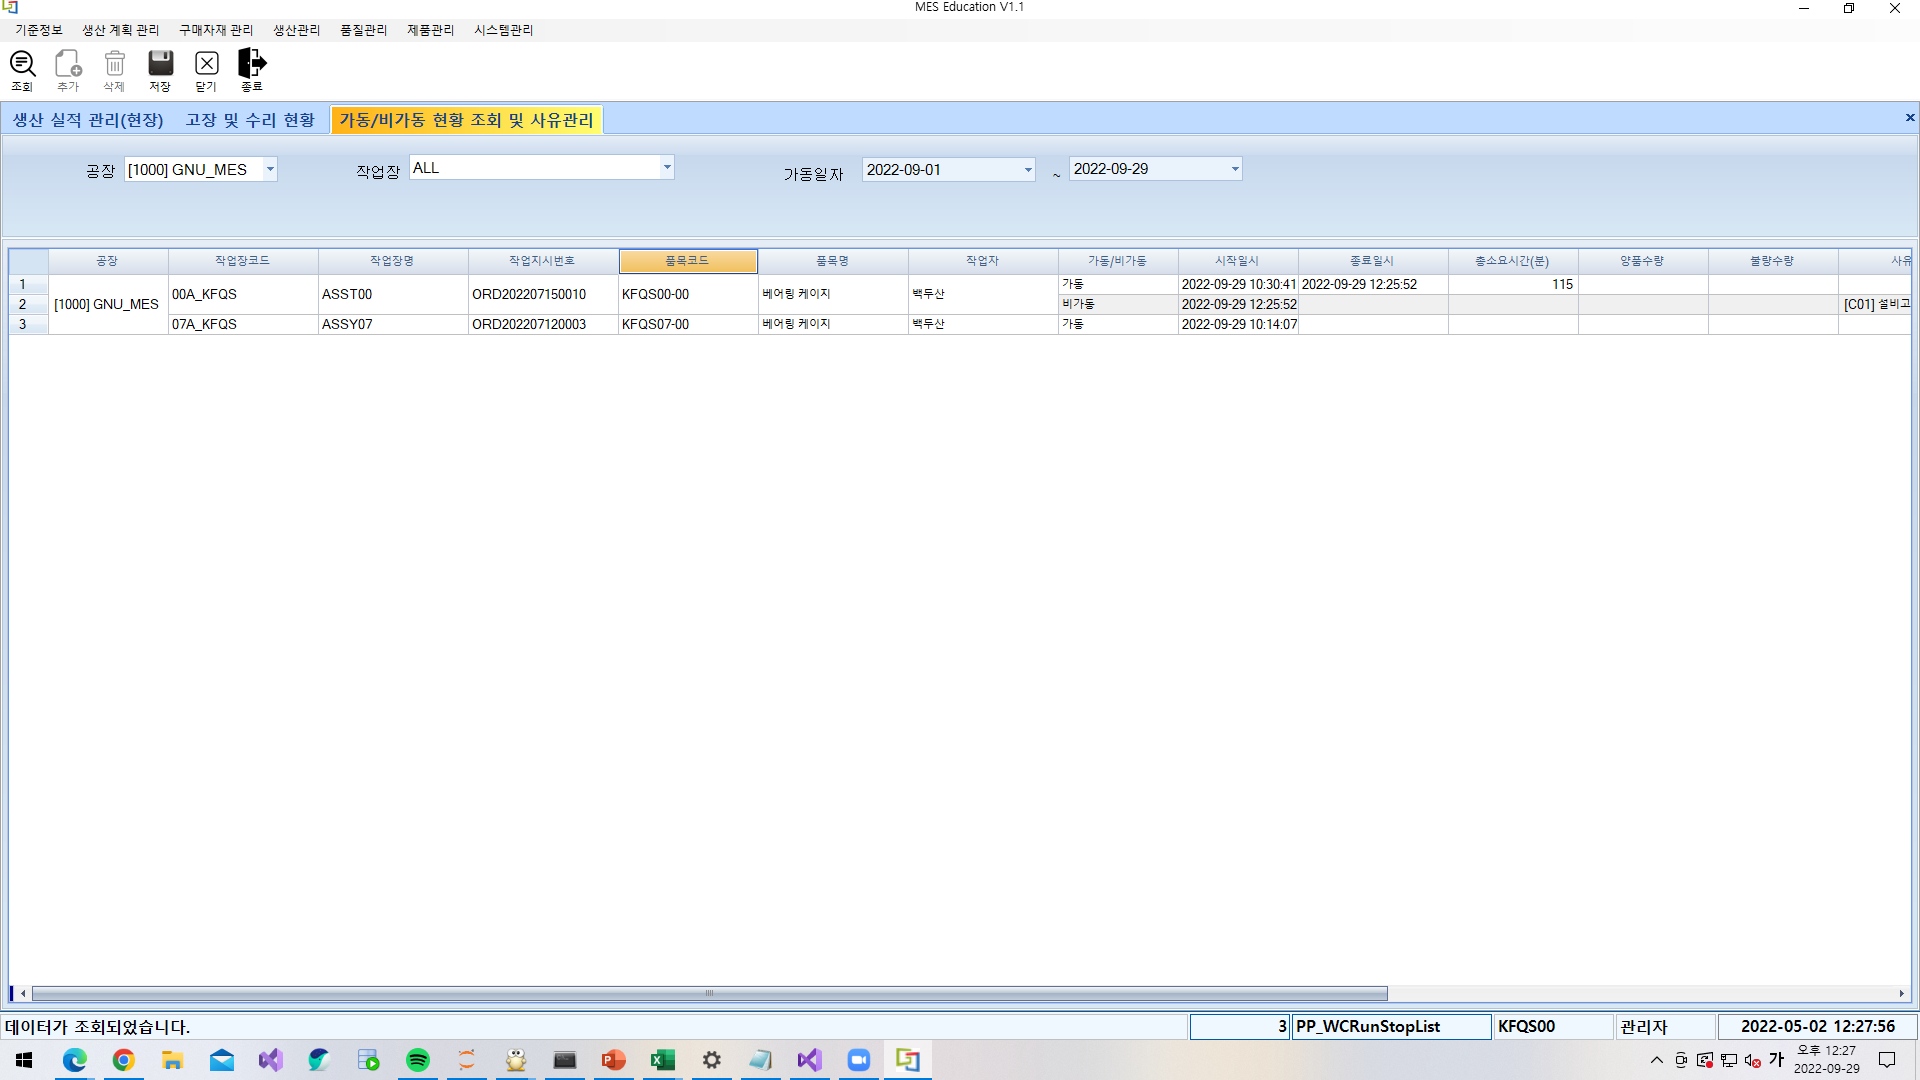 MES Education V1.1
기준정보 생산 계획 관리 구매자재 관리 생산관리 품질관리 제품관리 시스템관리
조회 추가 삭제 저장 닫기 종료
생산 실적 관리(현장) 고장 및 수리 현황 가동/비가동 현황 조회 및 사유관리
공장 [1000] GNU_MES 작업장 ALL 가동일자 2022-09-01 ~ 2022-09-29
공장 작업장코드 작업장명 작업지시번호 품목코드 품목명 작업자 가동/비가동 시작일시 종료일시 총소요시간(분) 양품수량 불량수량 사유
1 [1000] GNU_MES 00A_KFQS ASST00 ORD202207150010 KFQS00-00 베어링 케이지 백두산 가동 2022-09-29 10:30:41 2022-09-29 12:25:52 115
2 비가동 2022-09-29 12:25:52 [C01] 설비고
3 07A_KFQS ASSY07 ORD202207120003 KFQS07-00 베어링 케이지 백두산 가동 2022-09-29 10:14:07
데이터가 조회되었습니다. 3 PP_WCRunStopList KFQS00 관리자 2022-05-02 12:27:56
가 오후 12:27
2022-09-29